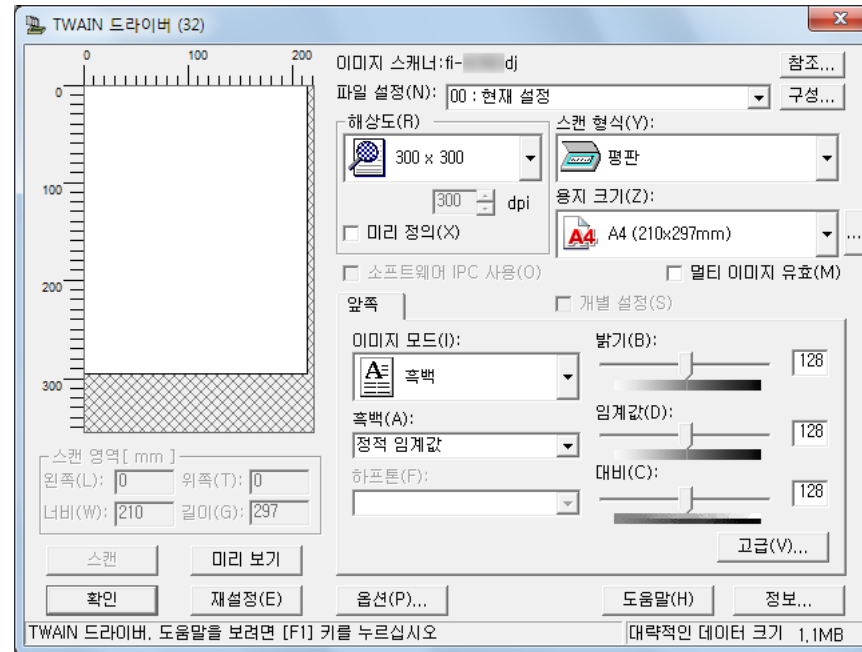 TWAIN 드라이버 (32)
0 100 200
0
100
200
300
이미지 스캐너:fi- dj
참조...
파일 설정(N): 00 : 현재 설정
구성...
해상도(R)
300 x 300
300 dpi
미리 정의(X)
스캔 형식(Y):
평판
용지 크기(Z):
A4 A4 (210x297mm)
...
소프트웨어 IPC 사용(O)
멀티 이미지 유효(M)
앞쪽
개별 설정(S)
이미지 모드(I):
A 흑백
흑백(A):
정적 임계값
하프톤(F):
밝기(B):
128
임계값(D):
128
대비(C):
128
고급(V)...
스캔 영역[ mm ]
왼쪽(L): 0 위쪽(T): 0
너비(W): 210 길이(G): 297
스캔 미리 보기
확인 재설정(E) 옵션(P)... 도움말(H) 정보...
TWAIN 드라이버, 도움말을 보려면 [F1] 키를 누르십시오 대략적인 데이터 크기 1,1MB